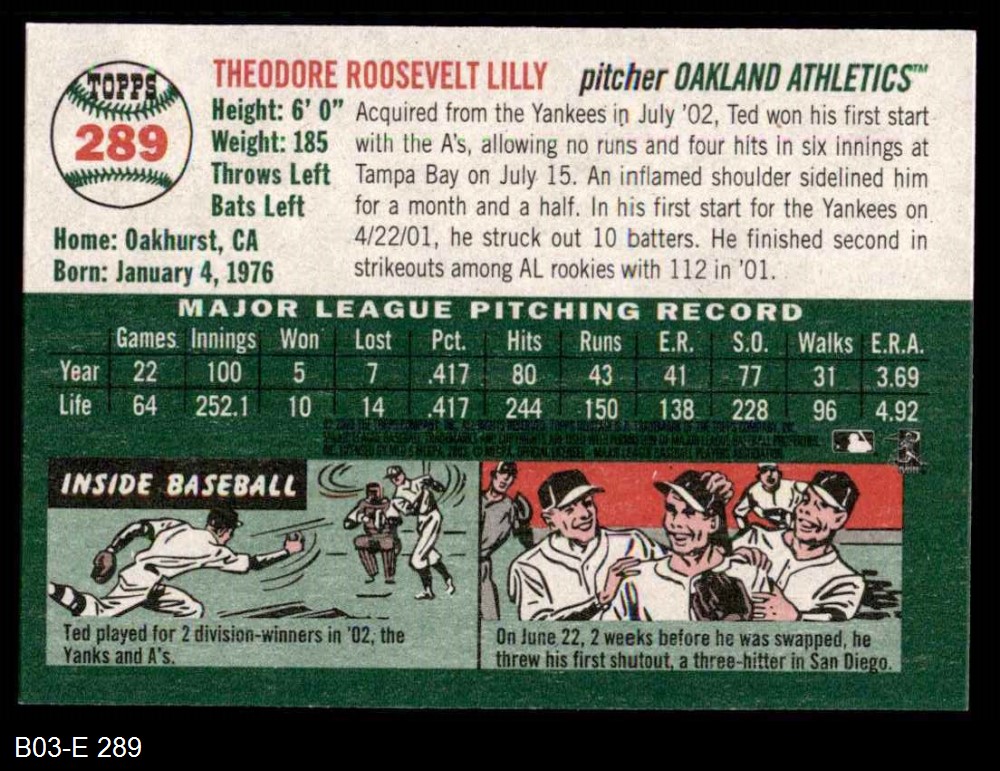 TOPPS
289
THEODORE ROOSEVELT LILLY pitcher OAKLAND ATHLETICS™
Height: 6' 0"
Weight: 185
Throws Left
Bats Left
Home: Oakhurst, CA
Born: January 4, 1976
Acquired from the Yankees in July '02, Ted won his first start
with the A's, allowing no runs and four hits in six innings at
Tampa Bay on July 15. An inflamed shoulder sidelined him
for a month and a half. In his first start for the Yankees on
4/22/01, he struck out 10 batters. He finished second in
strikeouts among AL rookies with 112 in '01.
MAJOR LEAGUE PITCHING RECORD
Games Innings Won Lost Pct. Hits Runs E.R. S.O. Walks E.R.A.
Year 22 100 5 7 .417 80 43 41 77 31 3.69
Life 64 252.1 10 14 .417 244 150 138 228 96 4.92
INSIDE BASEBALL
Ted played for 2 division-winners in '02, the
Yanks and A's.
On June 22, 2 weeks before he was swapped, he
threw his first shutout, a three-hitter in San Diego.
B03-E 289